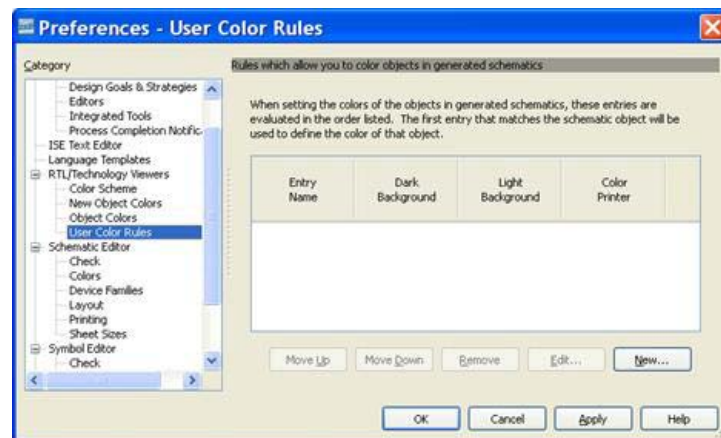 Preferences - User Color Rules
Category
Design Goals & Strategies
Editors
Integrated Tools
Process Completion Notific
ISE Text Editor
Language Templates
RTL/Technology Viewers
Color Scheme
New Object Colors
Object Colors
User Color Rules
Schematic Editor
Check
Colors
Device Families
Layout
Printing
Sheet Sizes
Symbol Editor
Check
Rules which allow you to color objects in generated schematics
When setting the colors of the objects in generated schematics, these entries are
evaluated in the order listed. The first entry that matches the schematic object will be
used to define the color of that object.
Entry Name
Dark Background
Light Background
Color Printer
Move Up
Move Down
Remove
Edit...
New...
OK
Cancel
Apply
Help